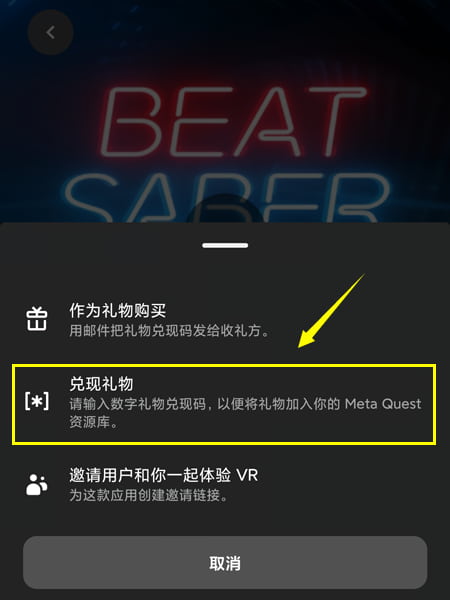 BEAT
SABER
作为礼物购买
用邮件把礼物兑现码发给收礼方。
兑现礼物
请输入数字礼物兑现码，以便将礼物加入你的 Meta Quest
资源库。
邀请用户和你一起体验 VR
为这款应用创建邀请链接。
取消